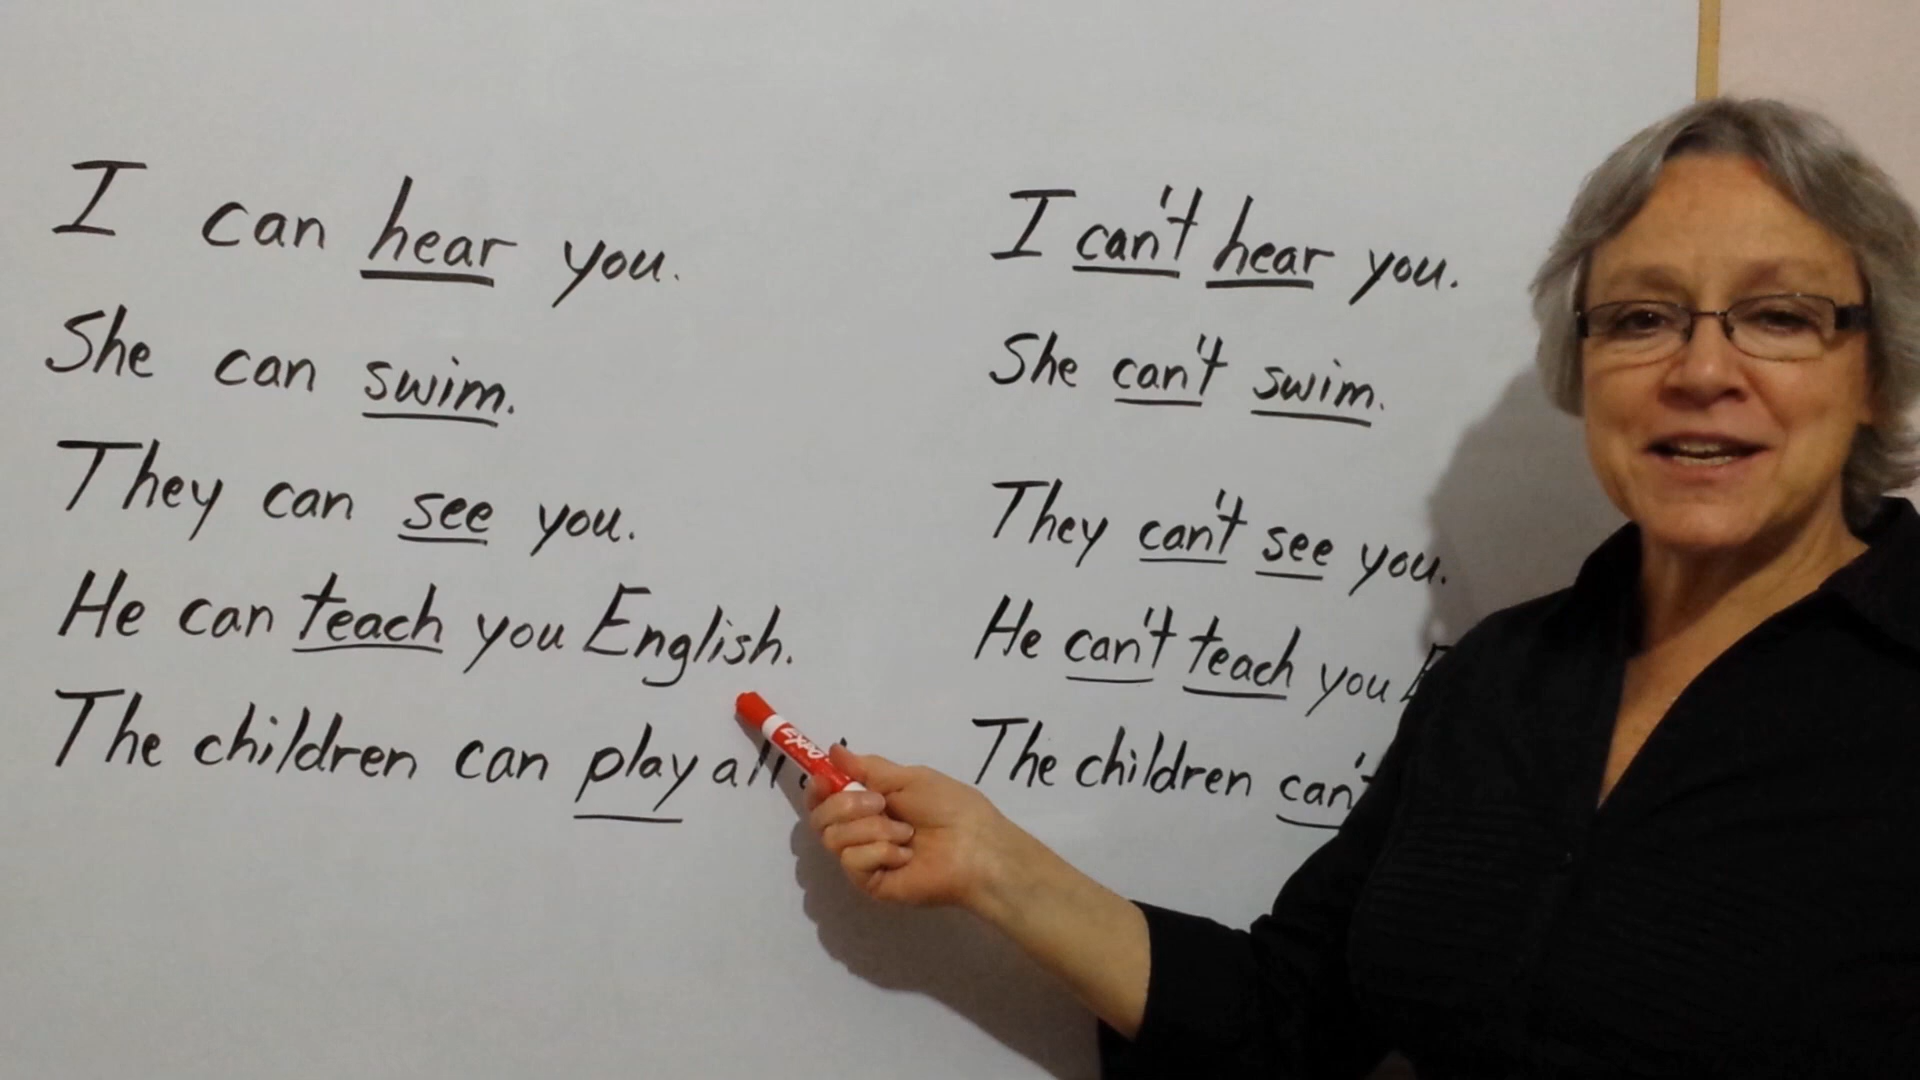 I can hear you.
She can swim.
They can see you.
He can teach you English.
The children can play
I can't hear you.
She can't swim.
They can't see you.
He can't teach you
The children can't
EXPO